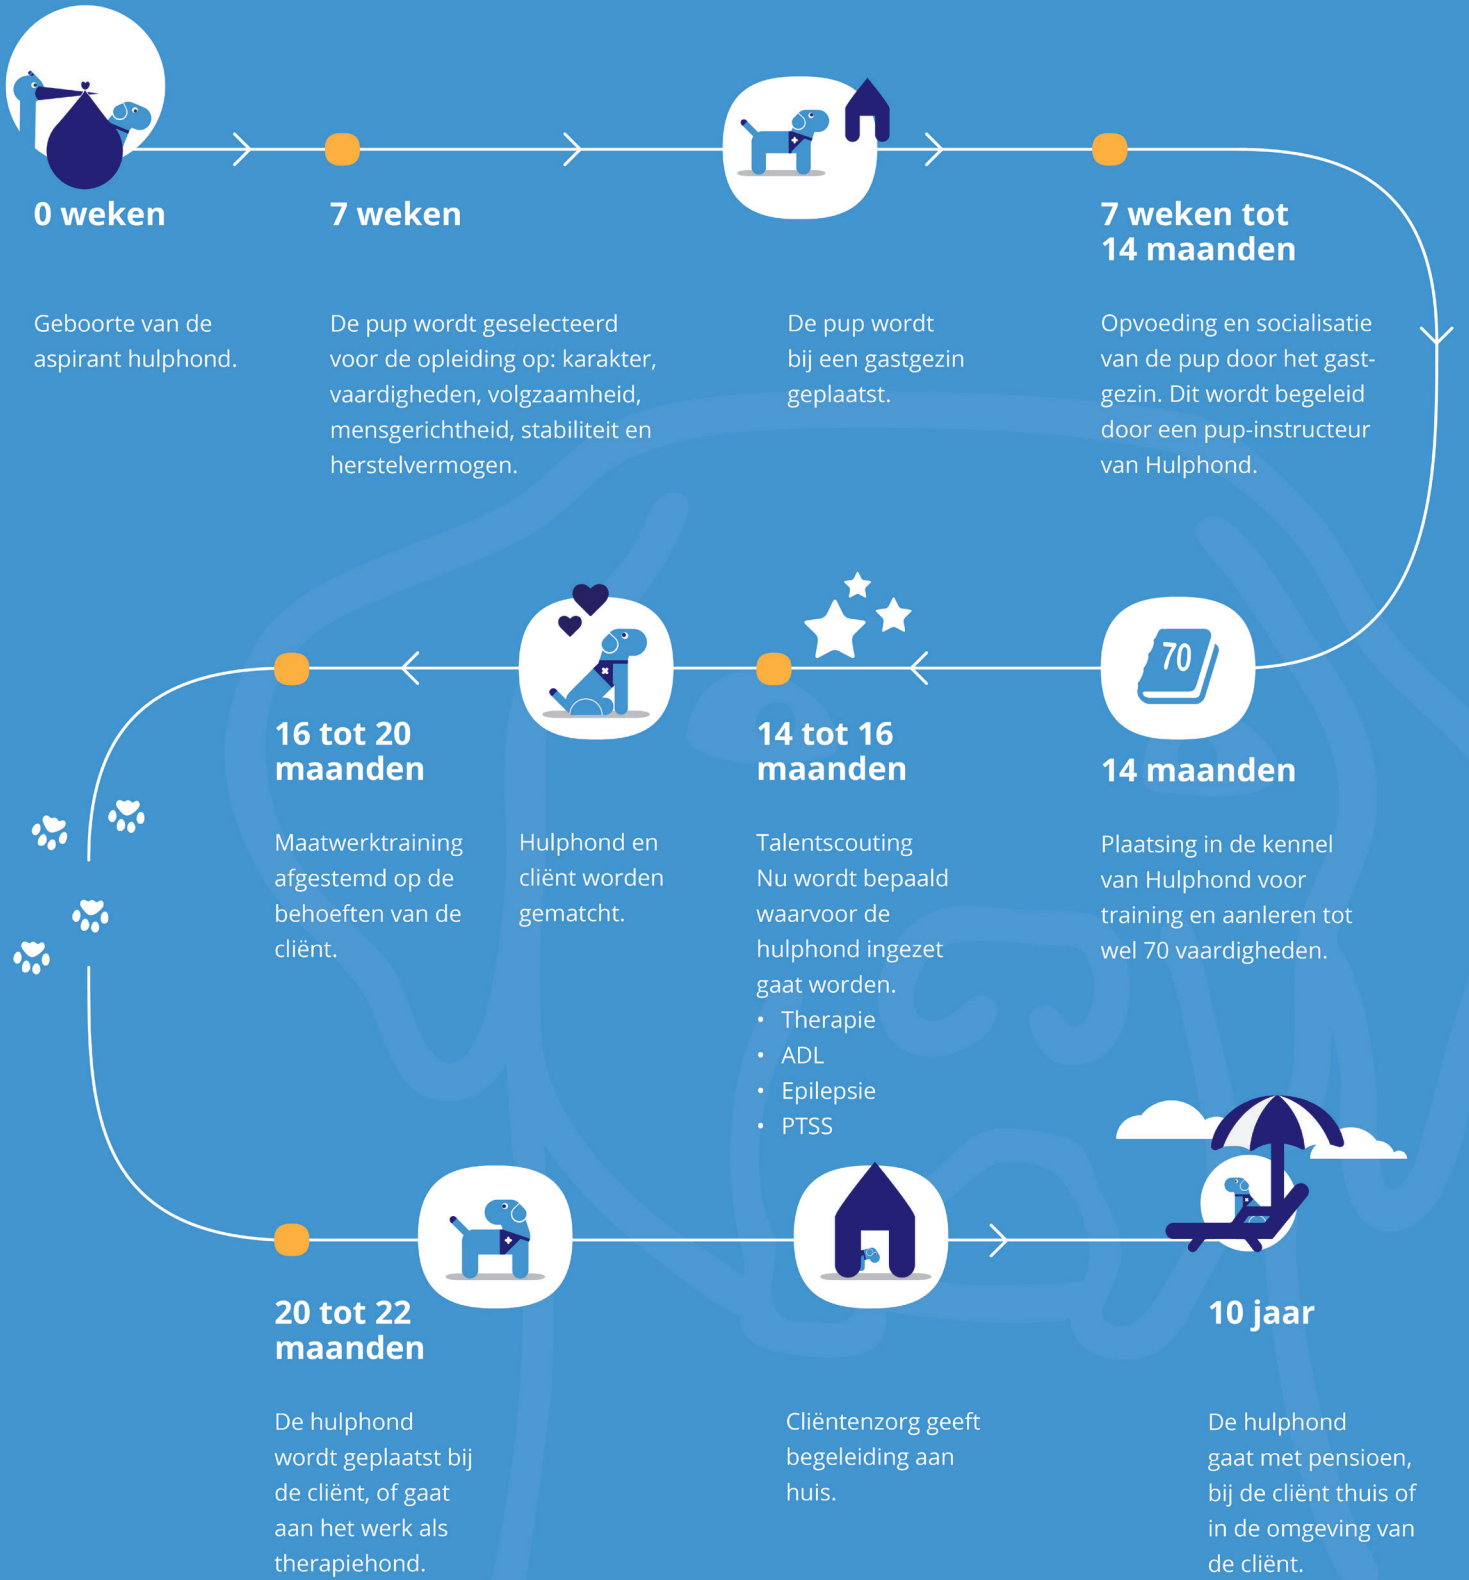 0 weken
Geboorte van de
aspirant hulphond.
7 weken
De pup wordt geselecteerd
voor de opleiding op: karakter,
vaardigheden, volgzaamheid,
mensgerichtheid, stabiliteit en
herstelvermogen.
De pup wordt
bij een gastgezin
geplaatst.
7 weken tot
14 maanden
Opvoeding en socialisatie
van de pup door het gast-
gezin. Dit wordt begeleid
door een pup-instructeur
van Hulphond.
70
14 maanden
Plaatsing in de kennel
van Hulphond voor
training en aanleren tot
wel 70 vaardigheden.
14 tot 16
maanden
Talentscouting
Nu wordt bepaald
waarvoor de
hulphond ingezet
gaat worden.
• Therapie
• ADL
• Epilepsie
• PTSS
Hulphond en
cliënt worden
gematcht.
16 tot 20
maanden
Maatwerktraining
afgestemd op de
behoeften van de
cliënt.
20 tot 22
maanden
De hulphond
wordt geplaatst bij
de cliënt, of gaat
aan het werk als
therapiehond.
Cliëntenzorg geeft
begeleiding aan
huis.
10 jaar
De hulphond
gaat met pensioen,
bij de cliënt thuis of
in de omgeving van
de cliënt.